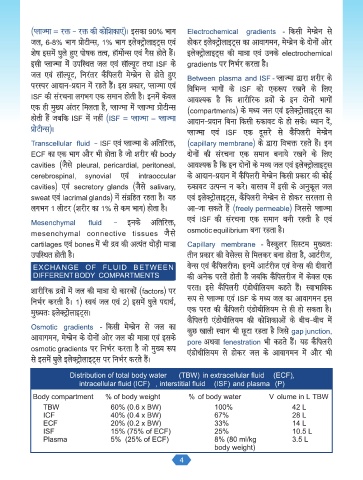 (प्लाज्मा = रक्त - रक्त की कोशिकाएं)। इसका 90% भाग
जल, 6-8% भाग प्रोटीन्स, 1% भाग इलेक्ट्रोलाइट्स एवं
शेष इसमें घुले हुए पोषक तत्व, हॉर्मोन्स एवं गैस होते हैं।
इसी प्लाज्मा में उपस्थित जल एवं सॉल्यूट तथा ISF के
जल एवं सॉल्यूट, निरंतर कैपिलरी मेम्ब्रेन से होते हुए
परस्पर आदान-प्रदान में रहते हैं। इस प्रकार, प्लाज्मा एवं
ISF की संरचना लगभग एक समान होती है। इनमें केवल
एक ही मुख्य अंतर मिलता है, प्लाज्मा में प्लाज्मा प्रोटीन्स
होती हैं जबकि ISF में नहीं (ISF = प्लाज्मा - प्लाज्मा
प्रोटीन्स)।
Transcellular fluid - ISF एवं प्लाज्मा के अतिरिक्त,
ECF का एक भाग और भी होता है जो शरीर की body
cavities (जैसे pleural, pericardial, peritoneal,
cerebrospinal, synovial एवं intraoccular
cavities) एवं secretory glands (जैसे salivary,
sweat एवं lacrimal glands) में संग्रहित रहता है। यह
लगभग 1 लीटर (शरीर का 1% से कम भाग) होता है।
Mesenchymal fluid - इनके अतिरिक्त,
mesenchymal connective tissues जैसे
cartilages एवं bones में भी द्रव की अत्यंत थोड़ी मात्रा
उपस्थित होती है।
EXCHANGE OF FLUID BETWEEN
DIFFERENT BODY COMPARTMENTS
शारीरिक द्रवों में जल की मात्रा दो कारकों (factors) पर
निर्भर करती है। 1) स्वयं जल एवं 2) इसमें घुले पदार्थ,
मुख्यतः इलेक्ट्रोलाइट्स।
Osmotic gradients - किसी मेम्ब्रेन से जल का
आवागमन, मेम्ब्रेन के दोनों ओर जल की मात्रा एवं इसके
osmotic gradients पर निर्भर करता है जो मुख्य रूप
से इसमें घुले इलेक्ट्रोलाइट्स पर निर्भर करते हैं।
Electrochemical gradients - किसी मेम्ब्रेन से
होकर इलेक्ट्रोलाइट्स का आवागमन, मेम्ब्रेन के दोनों ओर
इलेक्ट्रोलाइट्स की मात्रा एवं उनके electrochemical
gradients पर निर्भर करता है।
Between plasma and ISF - प्लाज्मा द्वारा शरीर के
विभिन्न भागों के ISF को एकरूप रखने के लिए
आवश्यक है कि शारीरिक द्रवों के इन दोनों भागों
(compartments) के मध्य जल एवं इलेक्ट्रोलाइट्स का
आदान-प्रदान बिना किसी रुकावट के हो सके। ध्यान दें,
प्लाज्मा एवं ISF एक दूसरे से कैपिलरी मेम्ब्रेन
(capillary membrane) के द्वारा विभक्त रहते हैं। इन
दोनों की संरचना एक समान बनाये रखने के लिए
आवश्यक है कि इन दोनों के मध्य जल एवं इलेक्ट्रोलाइट्स
के आदान-प्रदान में कैपिलरी मेम्ब्रेन किसी प्रकार की कोई
रुकावट उत्पन्न न करे। वास्तव में इसी के अनुकूल जल
एवं इलेक्ट्रोलाइट्स, कैपिलरी मेम्ब्रेन से होकर सरलता से
आ-जा सकते हैं (freely permeable) जिससे प्लाज्मा
एवं ISF की संरचना एक समान बनी रहती है एवं
osmotic equilibrium बना रहता है।
Capillary membrane - वैस्कुलर सिस्टम मुख्यतः
तीन प्रकार की वेसेल्स से मिलकर बना होता है, आर्टरीज,
वेन्स एवं कैपिलरीज। इनमें आर्टरीज एवं वेन्स की दीवारों
की अनेक परतें होती हैं जबकि कैपिलरीज में केवल एक
परत। इसे कैपिलरी एंडोथीलियम कहते हैं। स्वाभाविक
रूप से प्लाज्मा एवं ISF के मध्य जल का आवागमन इस
एक परत की कैपिलरी एंडोथीलियम से ही हो सकता है।
कैपिलरी एंडोथीलियम की कोशिकाओं के बीच-बीच में
कुछ खाली स्थान भी छूटा रहता है जिसे gap junction,
pore अथवा fenestration भी कहते हैं। यह कैपिलरी
एंडोथीलियम से होकर जल के आवागमन में और भी
Distribution of total body water (TBW) in extracellular fluid (ECF),
intracellular fluid (ICF) , interstitial fluid (ISF) and plasma (P)
Body compartment % of body weight % of body water V olume in L TBW
TBW 60% (0.6 x BW) 100% 42 L
ICF 40% (0.4 x BW) 67% 28 L
ECF 20% (0.2 x BW) 33% 14 L
ISF 15% (75% of ECF) 25% 10.5 L
Plasma 5% (25% of ECF) 8% (80 ml/kg 3.5 L
body weight)
4